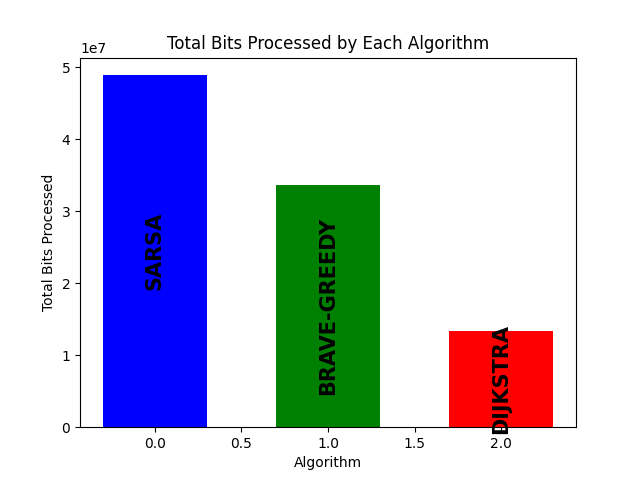 Total Bits Processed by Each Algorithm
1e7
5
4
3
2
1
0
Total Bits Processed
SARSA
BRAVE-GREEDY
DIJKSTRA
0.0 0.5 1.0 1.5 2.0
Algorithm